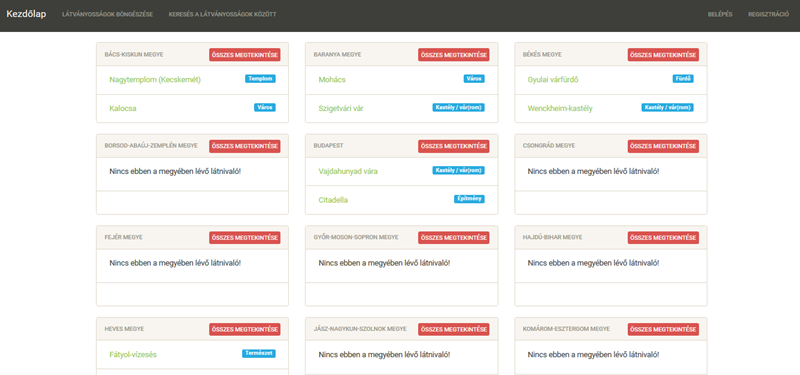 Kezdőlap LÁTVÁNYOSSÁGOK BÖNGÉSZÉSE KERESÉS A LÁTVÁNYOSSÁGOK KÖZÖTT BELÉPÉS REGISZTRÁCIÓ
BÁCS-KISKUN MEGYE ÖSSZES MEGTEKINTÉSE
Nagytemplom (Kecskemét) Templom
Kalocsa Város
BARANYA MEGYE ÖSSZES MEGTEKINTÉSE
Mohács Város
Szigetvári vár Kastély / vár(rom)
BÉKÉS MEGYE ÖSSZES MEGTEKINTÉSE
Gyulai várfürdő Fürdő
Wenckheim-kastély Kastély / vár(rom)
BORSOD-ABAÚJ-ZEMPLÉN MEGYE ÖSSZES MEGTEKINTÉSE
Nincs ebben a megyében lévő látnivaló!
BUDAPEST ÖSSZES MEGTEKINTÉSE
Vajdahunyad vára Kastély / vár(rom)
Citadella Építmény
CSONGRÁD MEGYE ÖSSZES MEGTEKINTÉSE
Nincs ebben a megyében lévő látnivaló!
FEJÉR MEGYE ÖSSZES MEGTEKINTÉSE
Nincs ebben a megyében lévő látnivaló!
GYŐR-MOSON-SOPRON MEGYE ÖSSZES MEGTEKINTÉSE
Nincs ebben a megyében lévő látnivaló!
HAJDÚ-BIHAR MEGYE ÖSSZES MEGTEKINTÉSE
Nincs ebben a megyében lévő látnivaló!
HEVES MEGYE ÖSSZES MEGTEKINTÉSE
Fátyol-vízesés Természet
JÁSZ-NAGYKUN-SZOLNOK MEGYE ÖSSZES MEGTEKINTÉSE
Nincs ebben a megyében lévő látnivaló!
KOMÁROM-ESZTERGOM MEGYE ÖSSZES MEGTEKINTÉSE
Nincs ebben a megyében lévő látnivaló!